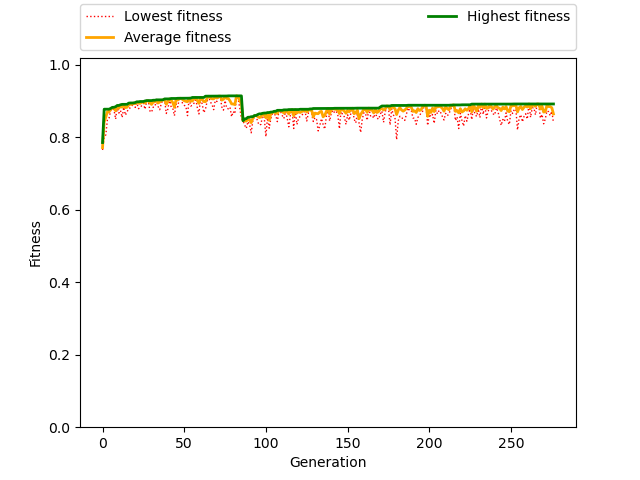 Lowest fitness
Average fitness
Highest fitness
1.0
0.8
0.6
0.4
0.2
0.0
Fitness
0 50 100 150 200 250
Generation